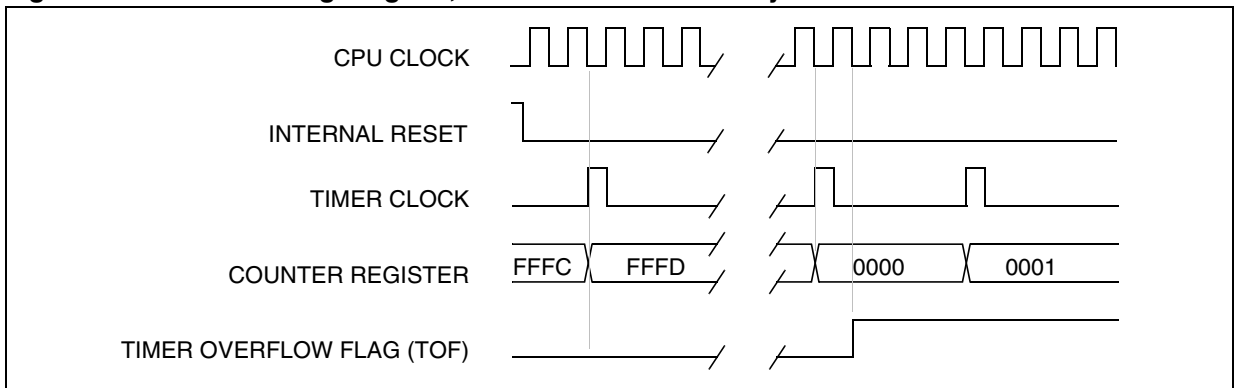 CPU CLOCK
INTERNAL RESET
TIMER CLOCK
COUNTER REGISTER FFFC FFFD 0000 0001
TIMER OVERFLOW FLAG (TOF)